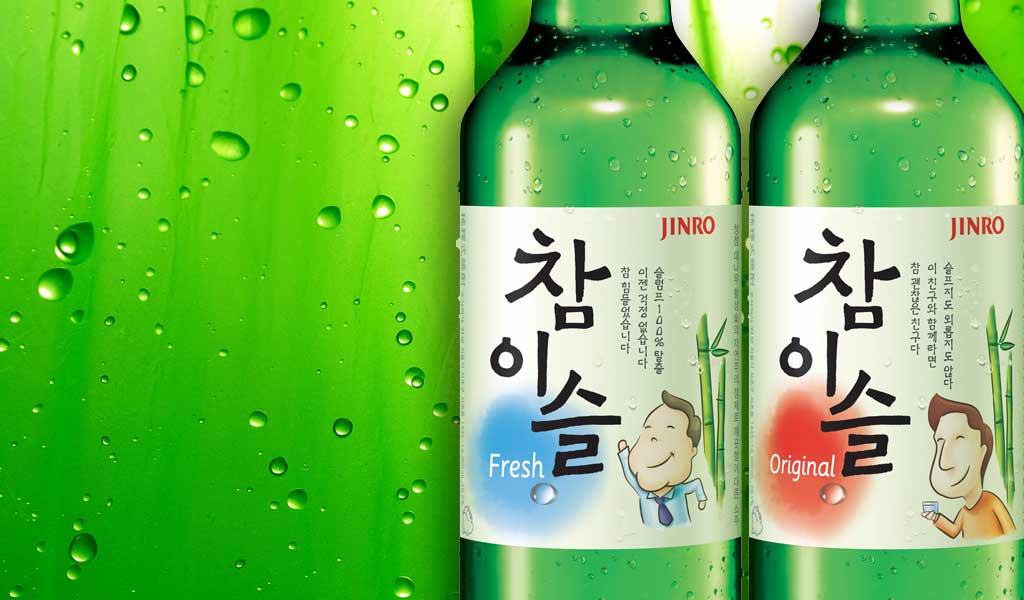 JINRO
참
이슬
Fresh
슬럼프 100% 탈출
이젠 걱정 없습니다
참 힘들었습니다
JINRO
참
이슬
Original
슬프지도 외롭지도 않다
이 친구와 함께라면
참 괜찮은 친구다